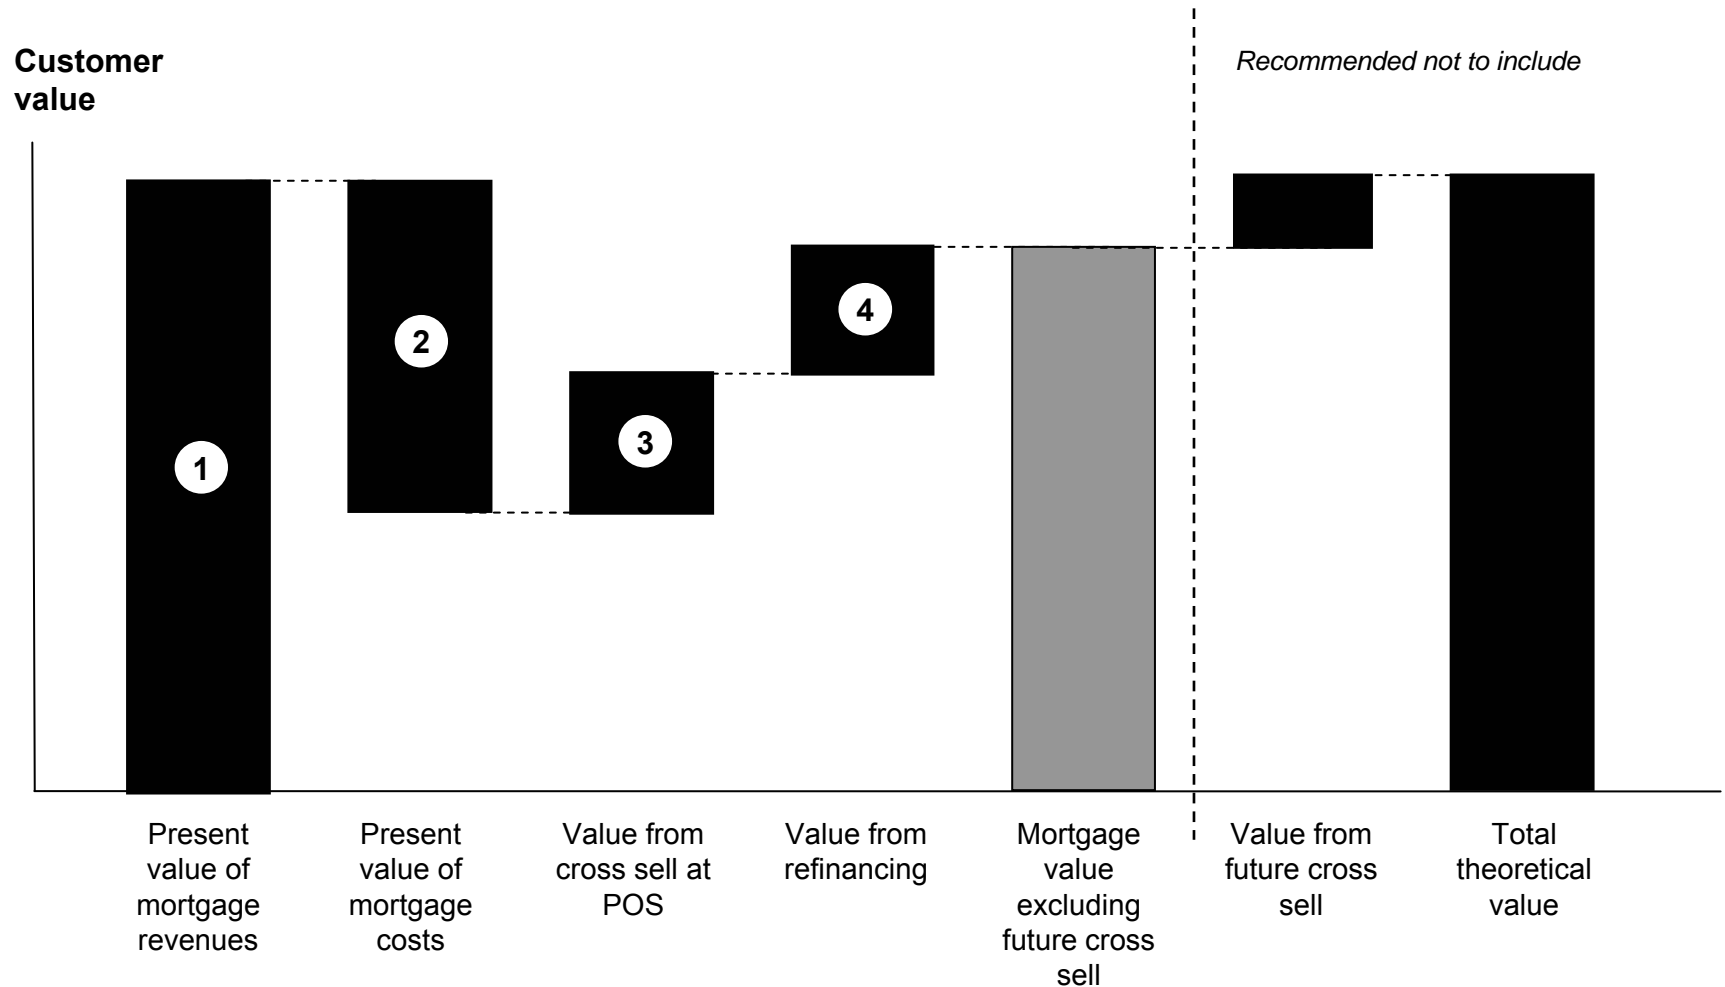 Customer
value
Recommended not to include
1
2
3
4
Present
value of
mortgage
revenues
Present
value of
mortgage
costs
Value from
cross sell at
POS
Value from
refinancing
Mortgage
value
excluding
future cross
sell
Value from
future cross
sell
Total
theoretical
value